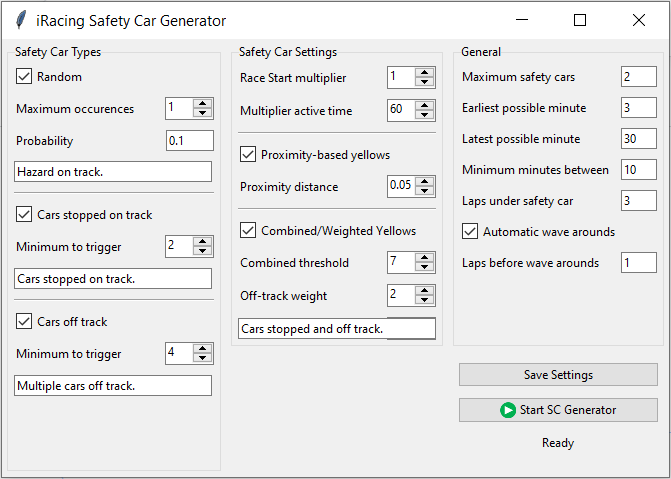 iRacing Safety Car Generator
Safety Car Types
Random
Maximum occurences 1
Probability 0.1
Hazard on track.
Cars stopped on track
Minimum to trigger 2
Cars stopped on track.
Cars off track
Minimum to trigger 4
Multiple cars off track.
Safety Car Settings
Race Start multiplier 1
Multiplier active time 60
Proximity-based yellows
Proximity distance 0.05
Combined/Weighted Yellows
Combined threshold 7
Off-track weight 2
Cars stopped and off track.
General
Maximum safety cars 2
Earliest possible minute 3
Latest possible minute 30
Minimum minutes between 10
Laps under safety car 3
Automatic wave arounds
Laps before wave arounds 1
Save Settings
Start SC Generator
Ready